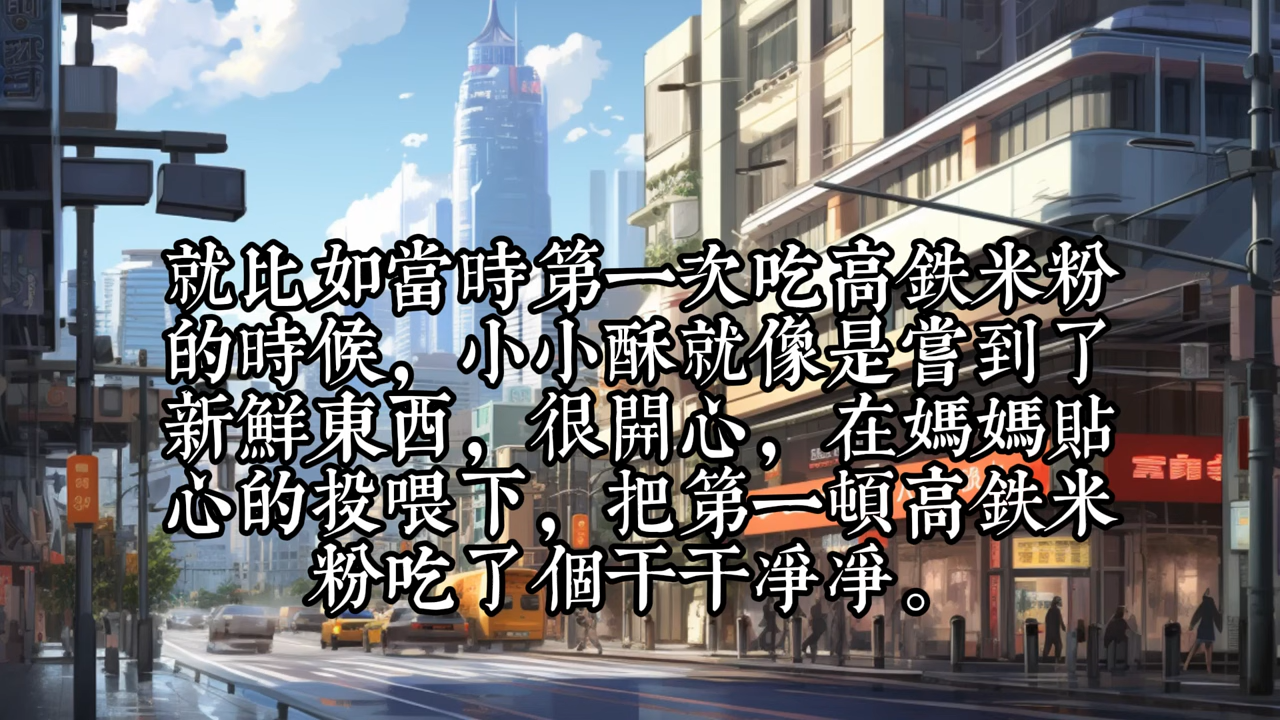 就比如當時第一次吃高鉄米粉
的時候，小小酥就像是嘗到了
新鮮東西，很開心，在媽媽貼
心的投喂下，把第一頓高鉄米
粉吃了個干干凈凈。